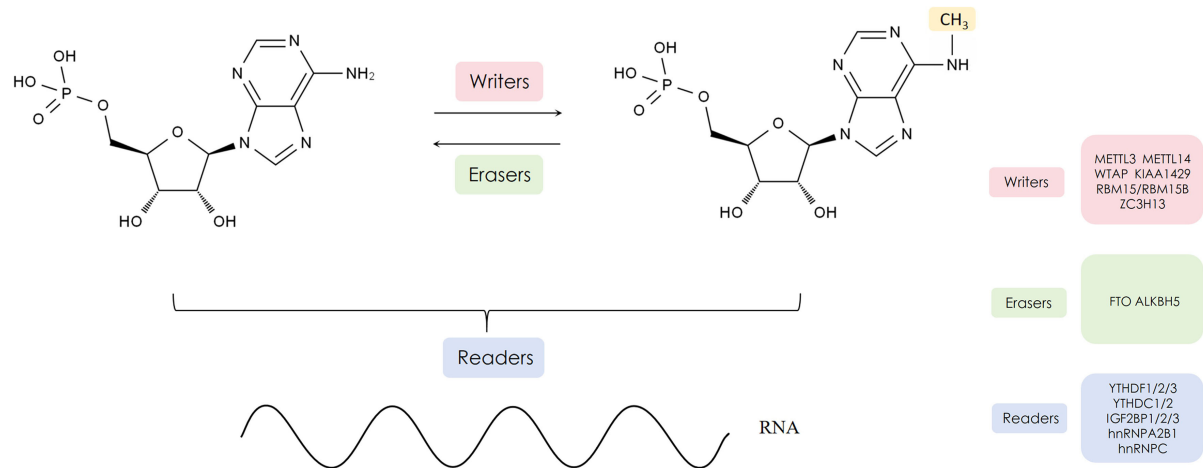 CH₃
OH
HO
P
O
O
O
N
N
N
N
NH₂
HO
OH
Writers
Erasers
OH
HO
P
O
O
O
N
N
N
N
NH
HO
OH
Readers
RNA
Writers
METTL3 METTL14
WTAP KIAA1429
RBM15/RBM15B
ZC3H13
Erasers
FTO ALKBH5
Readers
YTHDF1/2/3
YTHDC1/2
IGF2BP1/2/3
hnRNPA2B1
hnRNPC